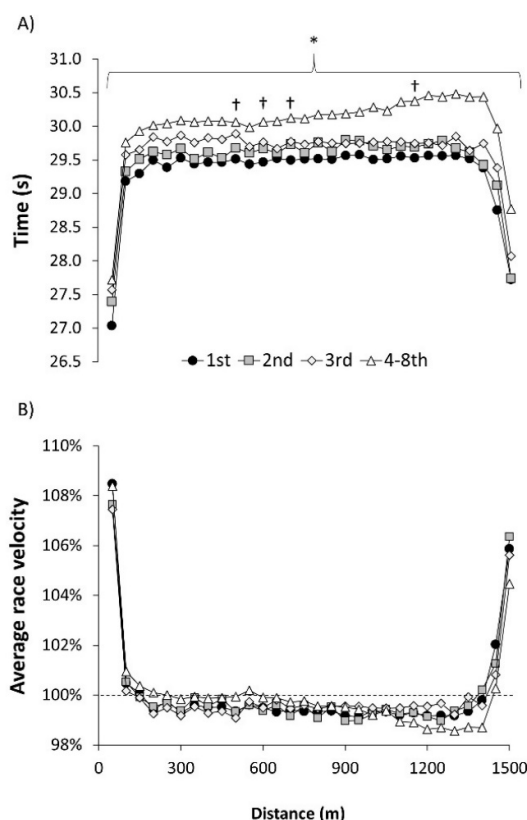 A)
*
† † † †
31.0
30.5
30.0
29.5
29.0
28.5
28.0
27.5
27.0
26.5
Time (s)
1st 2nd 3rd 4-8th
B)
110%
108%
106%
104%
102%
100%
98%
Average race velocity
0 300 600 900 1200 1500
Distance (m)